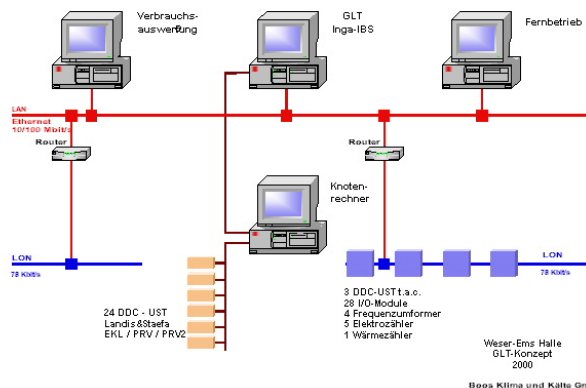 Verbrauchs-
auswertung
GLT
Inga-IBS
Fernbetrieb
LAN
Ethernet
10/100 Mbit/s
Router
Router
Knoten-
rechner
LON
78 Kbit/s
LON
78 Kbit/s
24 DDC - UST
Landis &Staefa
EKL / PRV / PRV2
3 DDC-UST t.a.c.
28 I/O-Module
4 Frequenzumformer
5 Elektrozähler
1 Wärmezähler
Weser-Ems Halle
GLT-Konzept
2000
Boos Klima und Kälte Gm